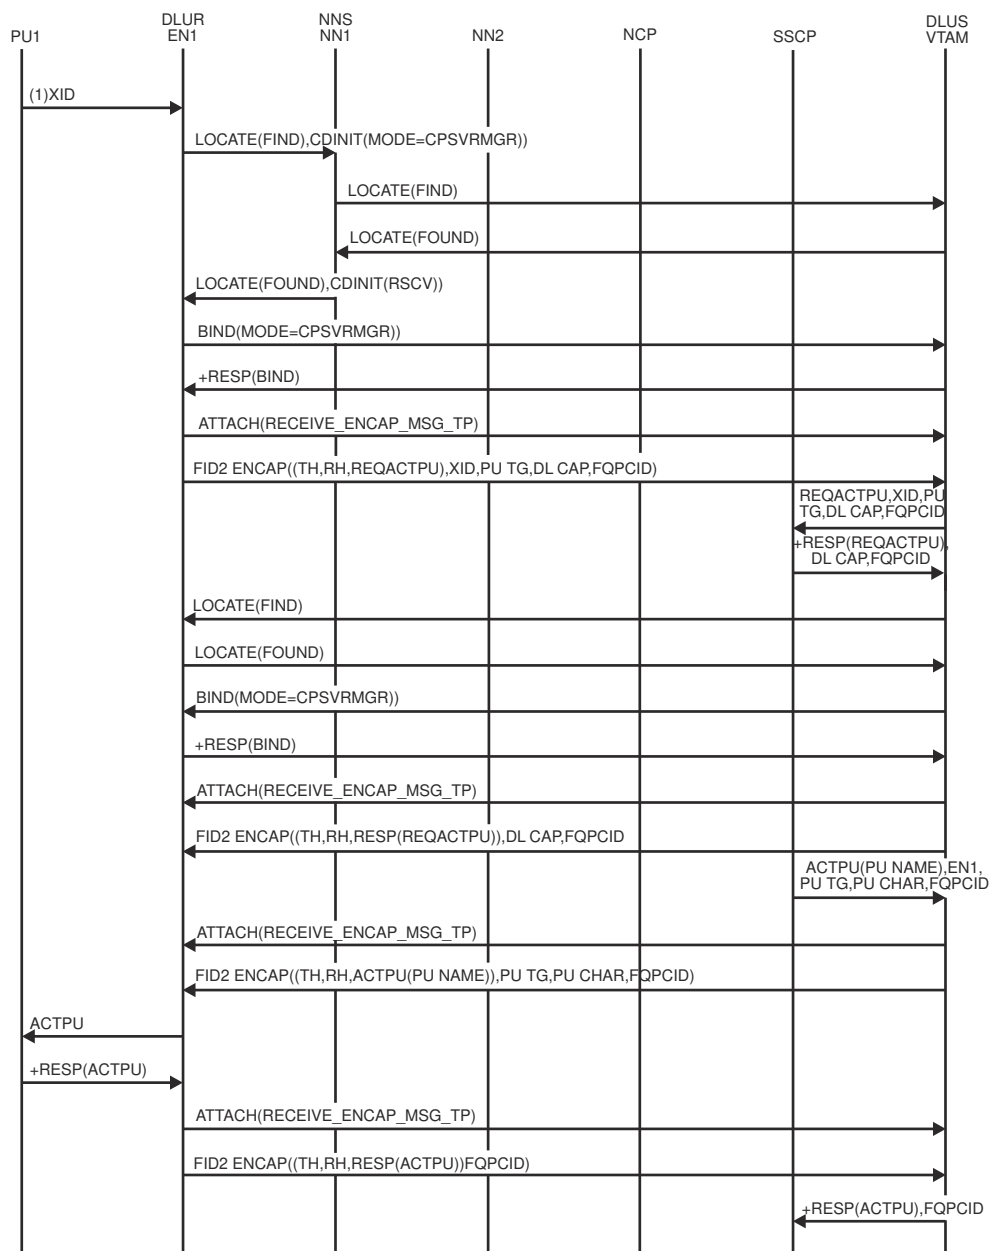 DLUR
NNS
DLUS
PU1
EN1
NN1
NN2
NCP
SSCP
VTAM
(1)XID
LOCATE(FIND),CDINIT(MODE=CPSVRMGR))
LOCATE(FIND)
LOCATE(FOUND)
LOCATE(FOUND),CDINIT(RSCV))
BIND(MODE=CPSVRMGR))
+RESP(BIND)
ATTACH(RECEIVE_ENCAP_MSG_TP)
FID2 ENCAP((TH,RH,REQACTPU),XID,PU TG,DL CAP,FQPCID)
REQACTPU,XID,PU
TG,DL CAP,FQPCID
+RESP(REQACTPU),
DL CAP,FQPCID
LOCATE(FIND)
LOCATE(FOUND)
BIND(MODE=CPSVRMGR))
+RESP(BIND)
ATTACH(RECEIVE_ENCAP_MSG_TP)
FID2 ENCAP((TH,RH,RESP(REQACTPU)),DL CAP,FQPCID
ACTPU(PU NAME),EN1,
PU TG,PU CHAR,FQPCID
ATTACH(RECEIVE_ENCAP_MSG_TP)
FID2 ENCAP((TH,RH,ACTPU(PU NAME)),PU TG,PU CHAR,FQPCID)
ACTPU
+RESP(ACTPU)
ATTACH(RECEIVE_ENCAP_MSG_TP)
FID2 ENCAP((TH,RH,RESP(ACTPU))FQPCID)
+RESP(ACTPU),FQPCID